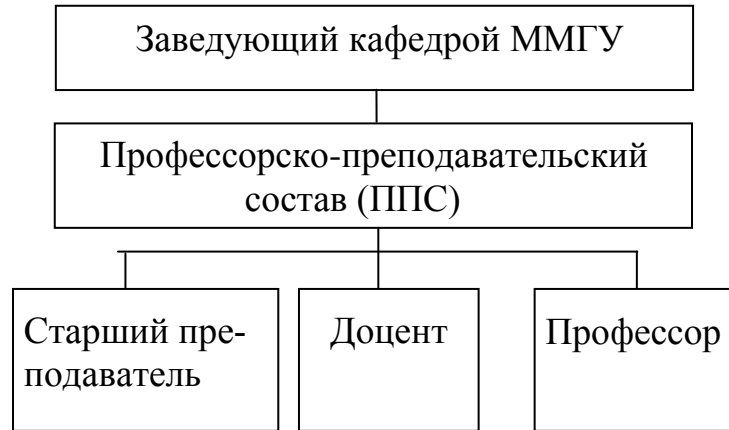 Заведующий кафедрой ММГУ
Профессорско-преподавательский
состав (ППС)
Старший пре-
подаватель
Доцент
Профессор